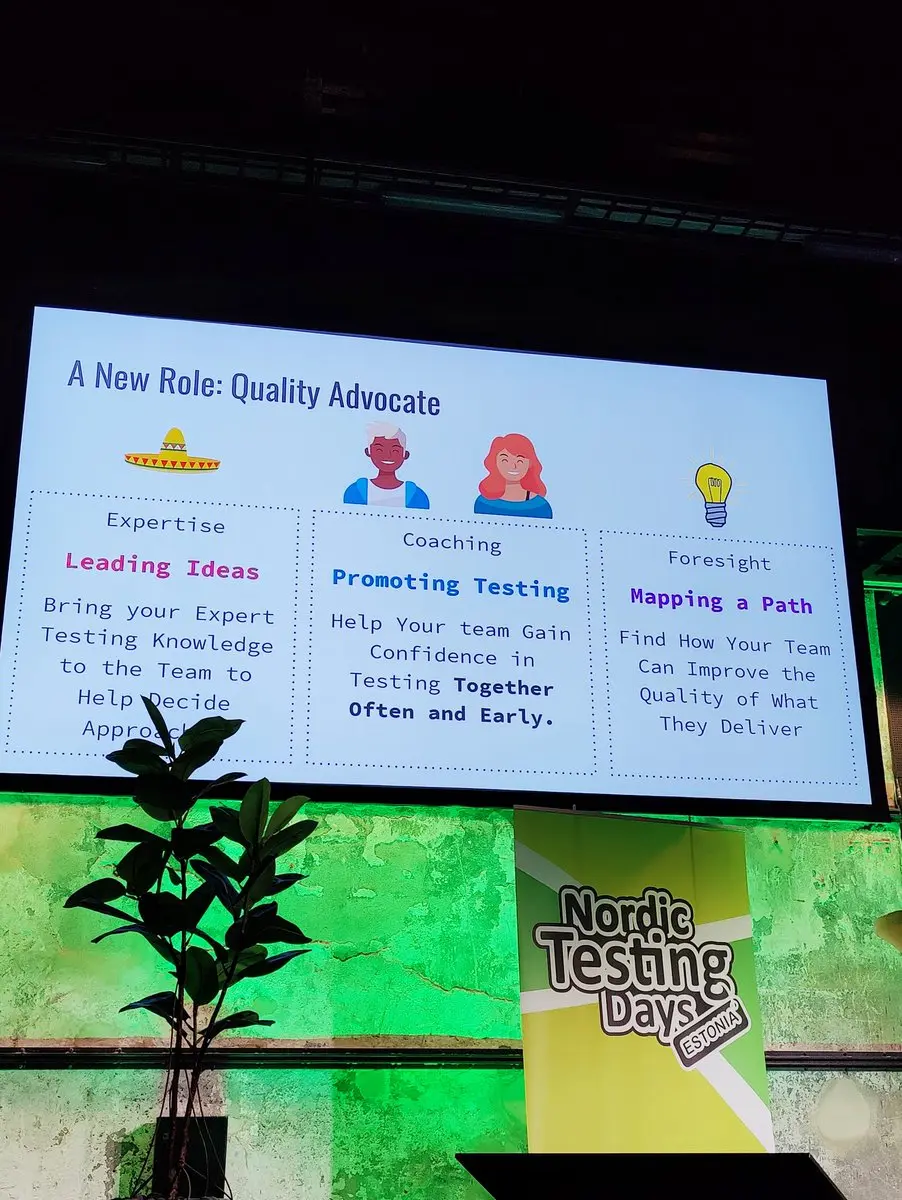 A New Role: Quality Advocate
Expertise
Leading Ideas
Bring your Expert
Testing Knowledge
to the Team to
Help Decide
Coaching
Promoting Testing
Help Your team Gain
Confidence in
Testing Together
Often and Early.
Foresight
Mapping a Path
Find How Your Team
Can Improve the
Quality of What
They Deliver
Nordic
Testing
Days
ESTONIA